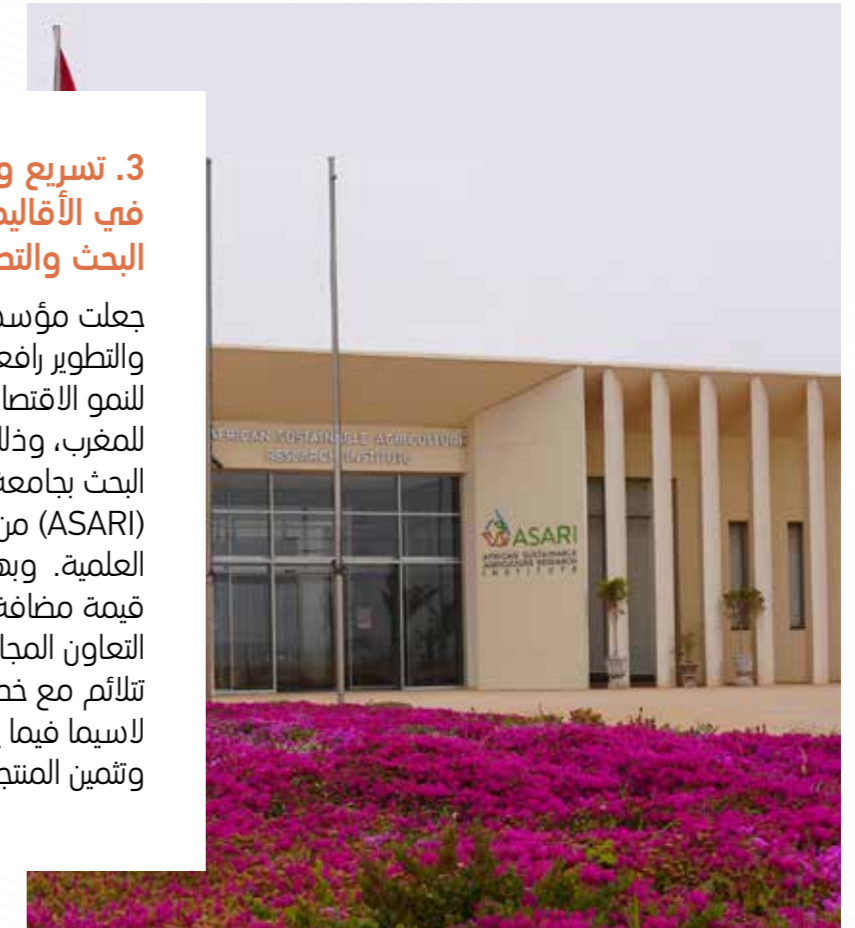 3. تسريع و
في الأقاليم
البحث والتط
جعلت مؤسس
والتطوير رافع
للنمو الاقتصا
للمغرب، وذلك
البحث بجامعة
(ASARI) من
العلمية. وبه
قيمة مضافة
التعاون المجا
تتلائم مع خص
لاسيما فيما ي
وتثمين المنتج
AFRICAN SUSTAINABLE AGRICULTURE
RESEARCH INSTITUTE
ASARI
AFRICAN SUSTAINABLE
AGRICULTURE RESEARCH
INSTITUTE